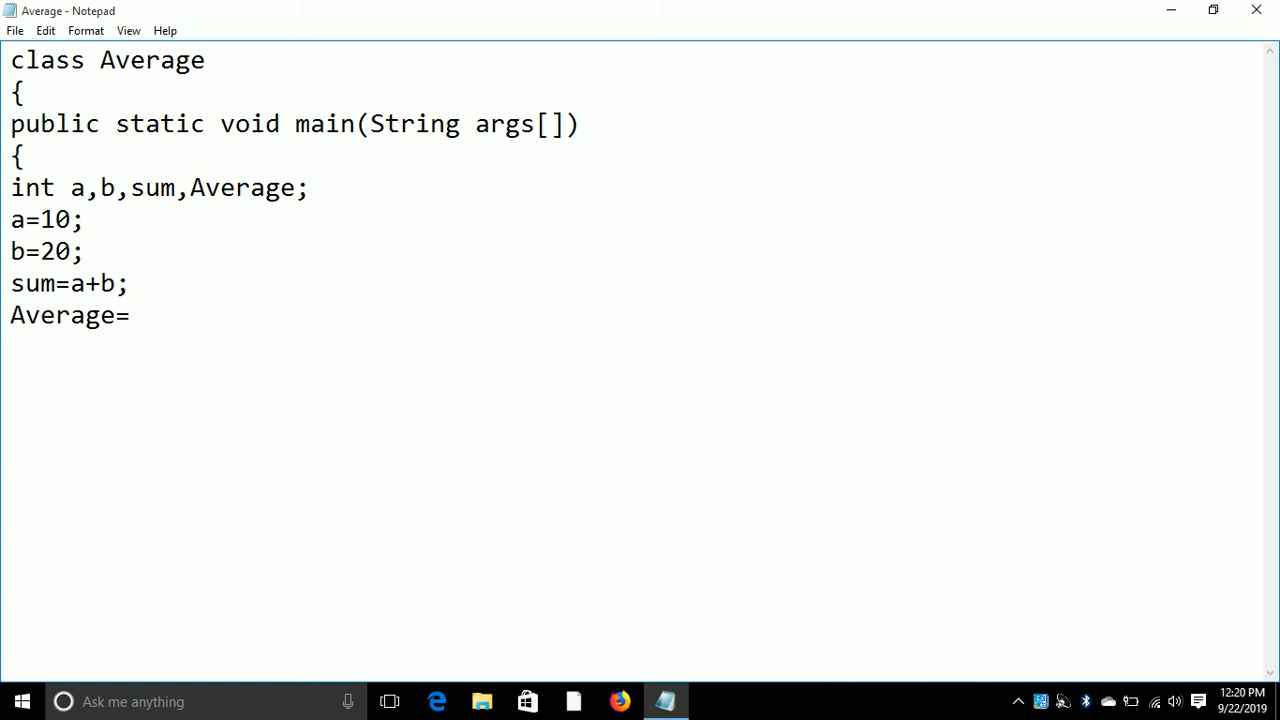 Average - Notepad
File Edit Format View Help
class Average
{
public static void main(String args[])
{
int a,b,sum,Average;
a=10;
b=20;
sum=a+b;
Average=
Ask me anything
12:20 PM
9/22/2019